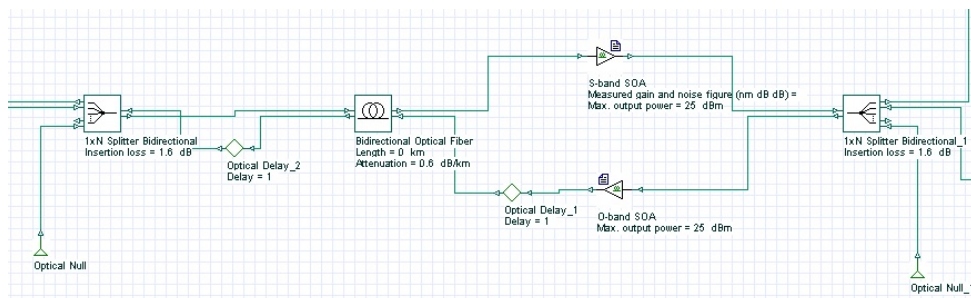 S-band SOA
Measured gain and noise figure (nm dB dB) =
Max. output power = 25 dBm
1xN Splitter Bidirectional
Insertion loss = 1.6 dB
Bidirectional Optical Fiber
Length = 0 km
Attenuation = 0.6 dB/km
1xN Splitter Bidirectional_1
Insertion loss = 1.6 dB
Optical Delay_2
Delay = 1
Optical Delay_1
Delay = 1
O-band SOA
Max. output power = 25 dBm
Optical Null
Optical Null_